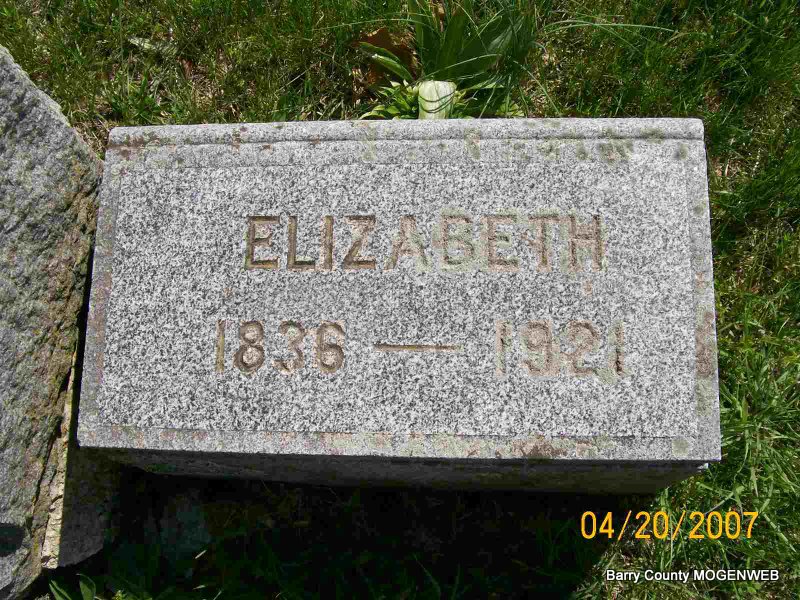 ELIZABETH
1836 — 1921
04/20/2007
Barry County MOGENWEB